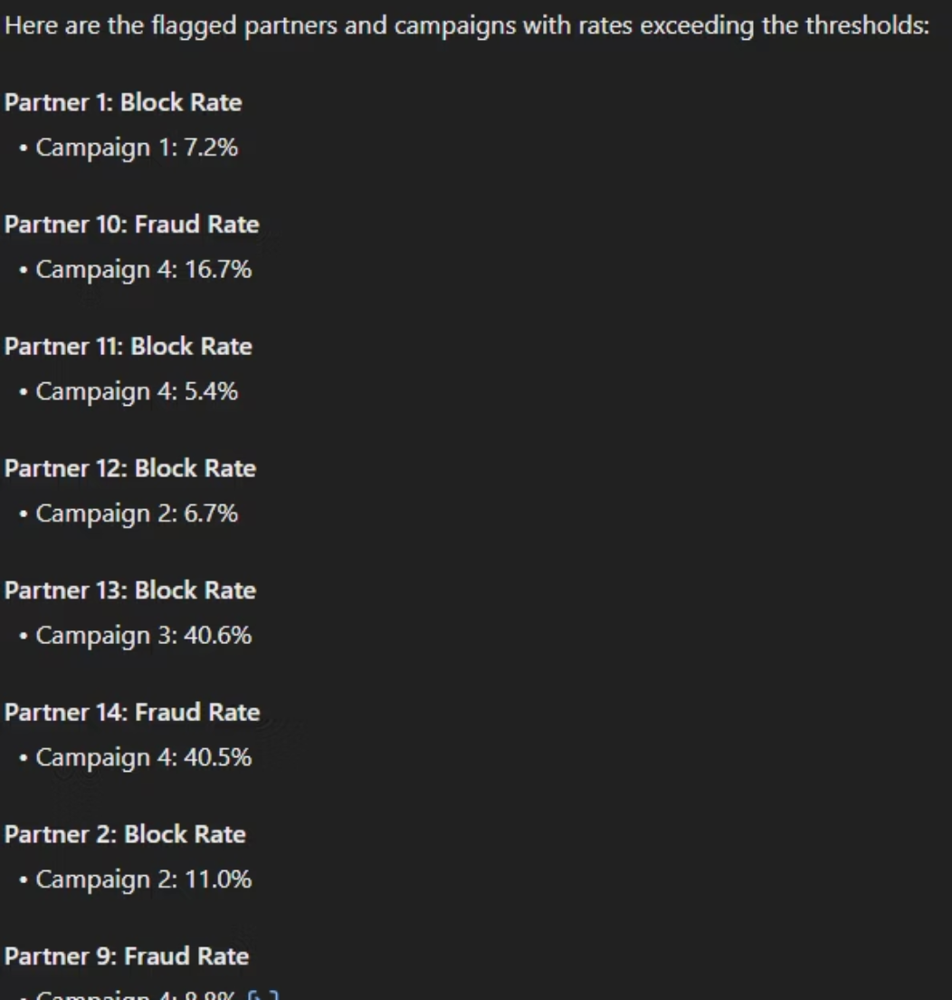 Here are the flagged partners and campaigns with rates exceeding the thresholds:
Partner 1: Block Rate
• Campaign 1: 7.2%
Partner 10: Fraud Rate
• Campaign 4: 16.7%
Partner 11: Block Rate
• Campaign 4: 5.4%
Partner 12: Block Rate
• Campaign 2: 6.7%
Partner 13: Block Rate
• Campaign 3: 40.6%
Partner 14: Fraud Rate
• Campaign 4: 40.5%
Partner 2: Block Rate
• Campaign 2: 11.0%
Partner 9: Fraud Rate
• Campaign 4: